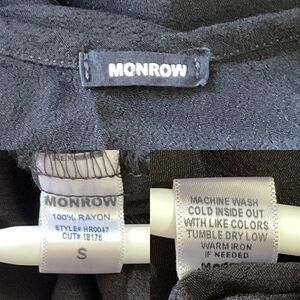 MONROW
MONROW
100% RAYON
STYLE# HR0047
CUT# 18176
S
MACHINE WASH
COLD INSIDE OUT
WITH LIKE COLORS
TUMBLE DRY LOW
WARM IRON
IF NEEDED